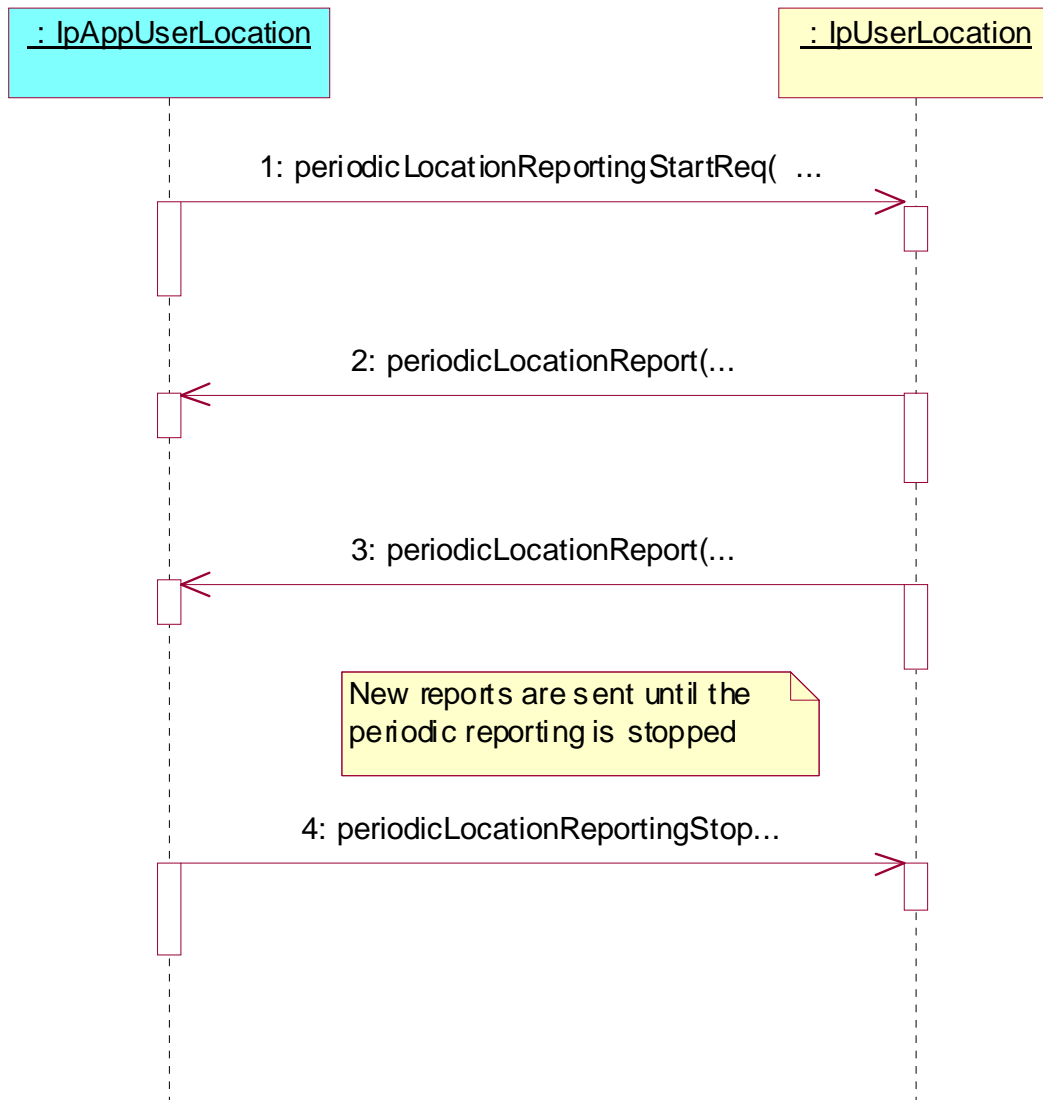 : IpAppUserLocation
: IpUserLocation
1: periodicLocationReportingStartReq( ...
2: periodicLocationReport(...
3: periodicLocationReport(...
New reports are sent until the
periodic reporting is stopped
4: periodicLocationReportingStop...